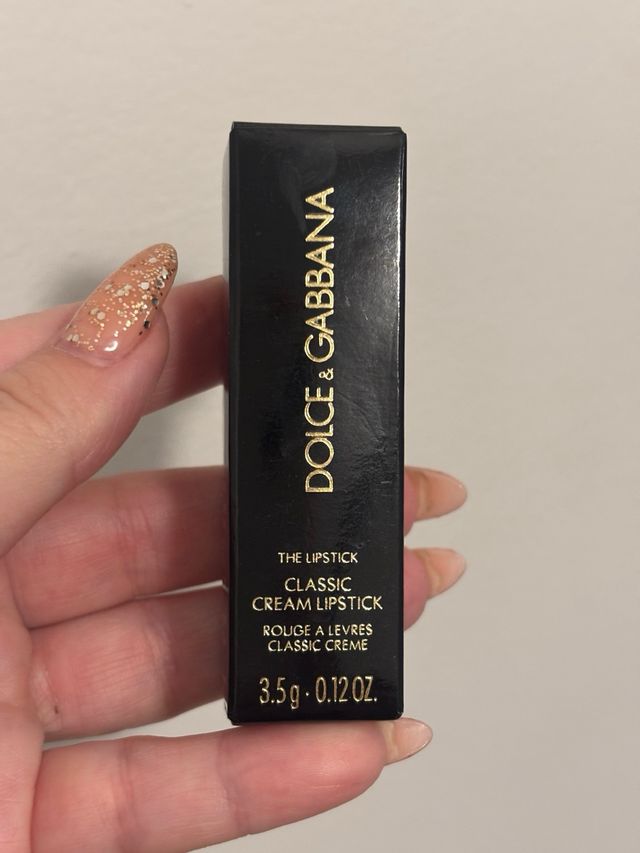 DOLCE & GABBANA
THE LIPSTICK
CLASSIC
CREAM LIPSTICK
ROUGE A LEVRES
CLASSIC CREME
3.5g · 0.12 OZ.